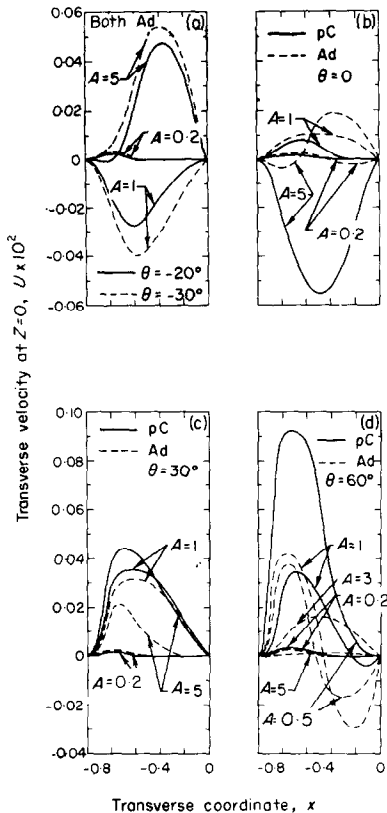 Both Ad (a)
A=5
A=0·2
A=1
θ=-20°
θ=-30°
0·06
0·04
0·02
0
-0·02
-0·04
-0·06
(b)
pC
Ad
θ=0
A=1
A=5
A=0·2
Transverse velocity at Z=0, U x 10²
(c)
pC
Ad
θ=30°
A=1
A=0·2
A=5
0·10
0·08
0·06
0·04
0·02
0
-0·02
-0·04
-0·8
-0·4
0
(d)
pC
Ad
θ=60°
A=1
A=3
A=0·2
A=5
A=0·5
-0·8
-0·4
0
Transverse coordinate, x